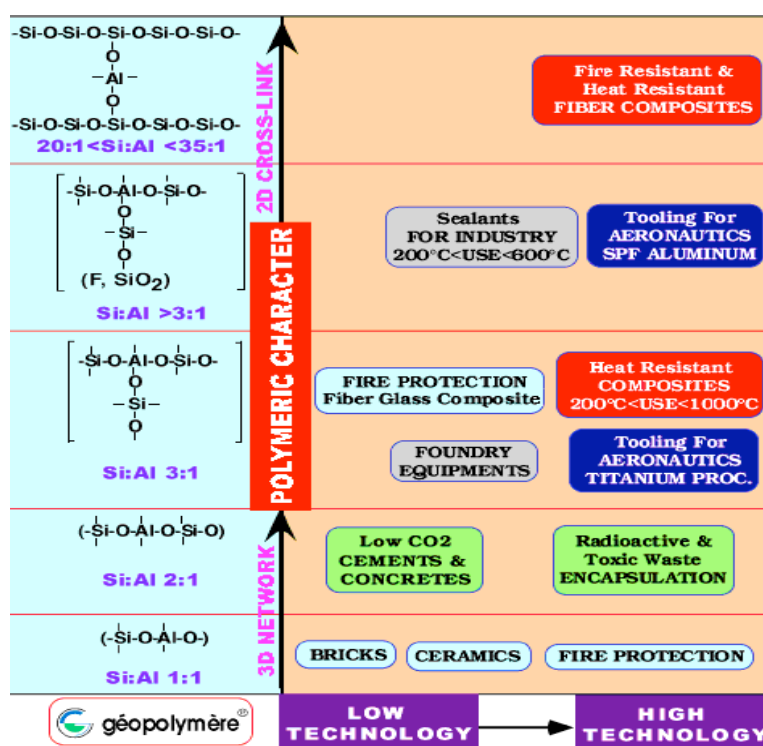 -Si-O-Si-O-Si-O-Si-O-Si-O-Si-O-
O
-Al-
O
-Si-O-Si-O-Si-O-Si-O-Si-O-Si-O-
20:1<Si:Al <35:1
Fire Resistant &
Heat Resistant
FIBER COMPOSITES
2D CROSS-LINK
-Si-O-Al-O-Si-O-
O
-Si-
O
(F, SiO2)
Si:Al >3:1
Sealants
FOR INDUSTRY
200°C<USE<600°C
Tooling For
AERONAUTICS
SPF ALUMINUM
POLYMERIC CHARACTER
-Si-O-Al-O-Si-O-
O
-Si-
O
Si:Al 3:1
FIRE PROTECTION
Fiber Glass Composite
Heat Resistant
COMPOSITES
200°C<USE<1000°C
FOUNDRY
EQUIPMENTS
Tooling For
AERONAUTICS
TITANIUM PROC.
(-Si-O-Al-O-Si-O)
Si:Al 2:1
Low CO2
CEMENTS &
CONCRETES
Radioactive &
Toxic Waste
ENCAPSULATION
3D NETWORK
(-Si-O-Al-O-)
Si:Al 1:1
BRICKS
CERAMICS
FIRE PROTECTION
géopolymère®
LOW
TECHNOLOGY
HIGH
TECHNOLOGY